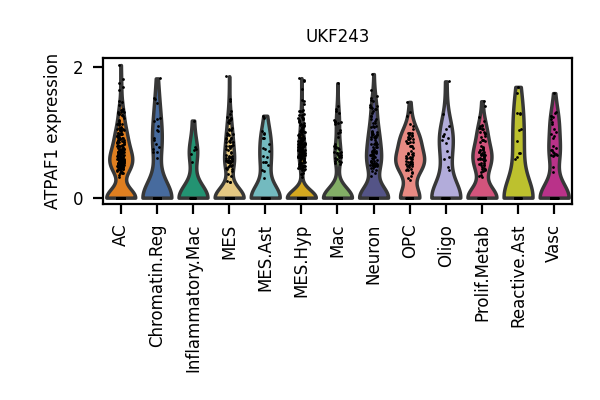 UKF243
ATPAF1 expression
2
0
AC
Chromatin.Reg
Inflammatory.Mac
MES
MES.Ast
MES.Hyp
Mac
Neuron
OPC
Oligo
Prolif.Metab
Reactive.Ast
Vasc